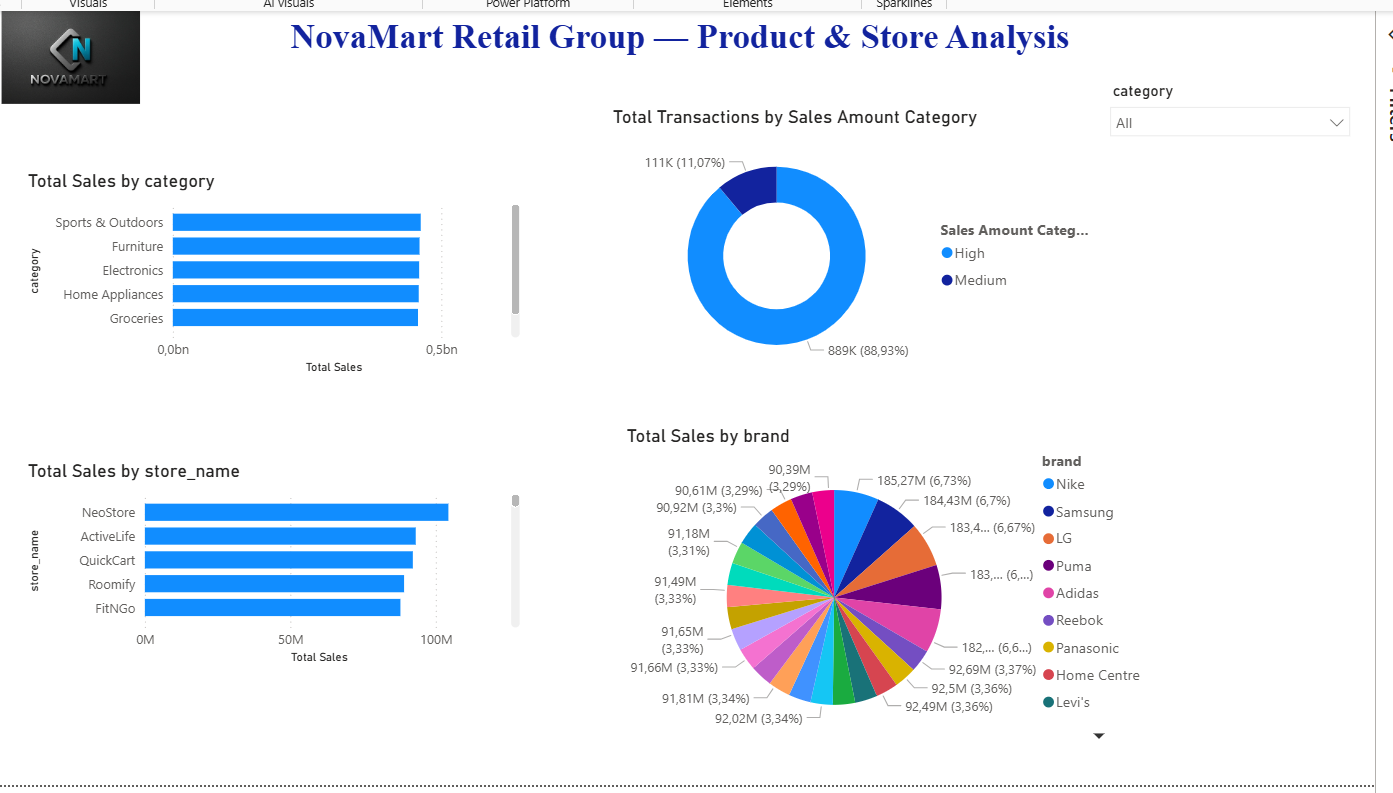 Visuals
AI visuals
Power Platform
Elements
Sparklines
NOVAMART
NovaMart Retail Group — Product & Store Analysis
category
All
Total Sales by category
category
Sports & Outdoors
Furniture
Electronics
Home Appliances
Groceries
0,0bn
0,5bn
Total Sales
Total Transactions by Sales Amount Category
111K (11,07%)
889K (88,93%)
Sales Amount Categ...
High
Medium
Total Sales by store_name
store_name
NeoStore
ActiveLife
QuickCart
Roomify
FitNGo
0M
50M
100M
Total Sales
Total Sales by brand
90,39M
(3,29%)
90,61M (3,29%)
90,92M (3,3%)
91,18M
(3,31%)
91,49M
(3,33%)
91,65M
(3,33%)
91,66M (3,33%)
91,81M (3,34%)
92,02M (3,34%)
185,27M (6,73%)
184,43M (6,7%)
183,4... (6,67%)
183,... (6,...)
182,... (6,6...)
92,69M (3,37%)
92,5M (3,36%)
92,49M (3,36%)
brand
Nike
Samsung
LG
Puma
Adidas
Reebok
Panasonic
Home Centre
Levi's